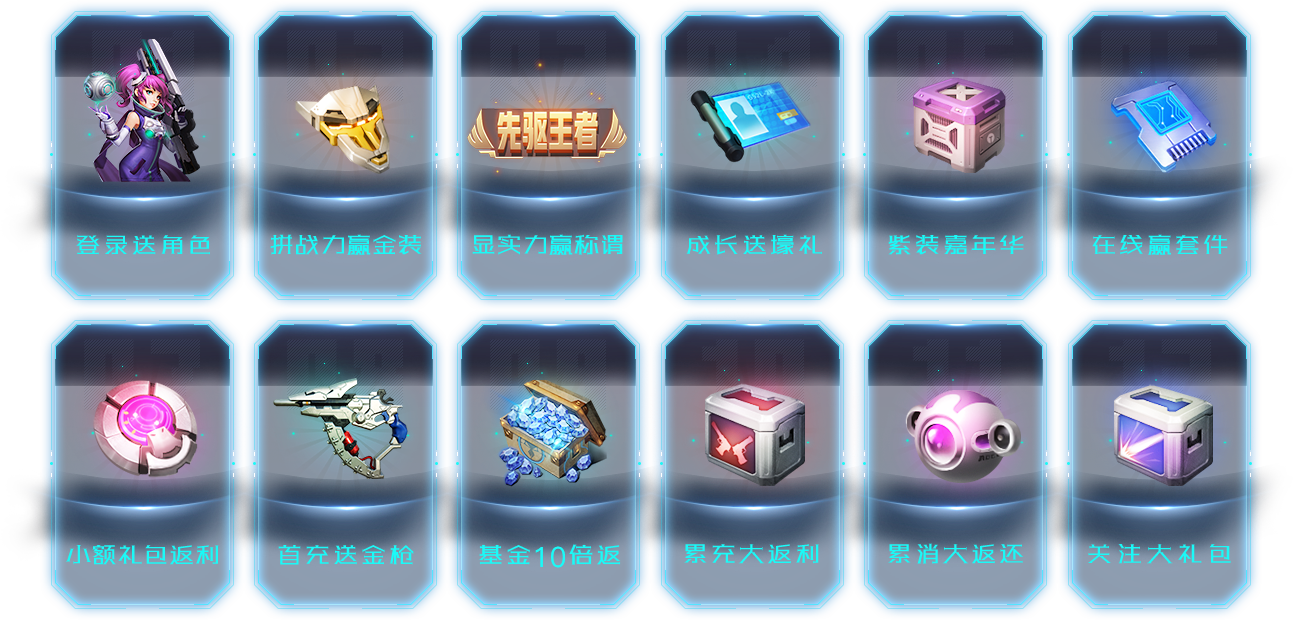 先驱王者
登录送角色
拼战力赢金装
显实力赢称谓
成长送壕礼
紫装嘉年华
在线赢套件
小额礼包返利
首充送金枪
基金10倍返
累充大返利
累消大返还
关注大礼包